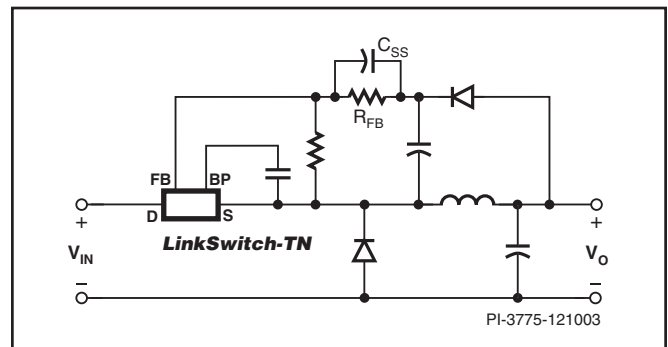 C_SS
R_FB
FB BP
D S
+ +
V_IN LinkSwitch-TN V_O
– –
PI-3775-121003